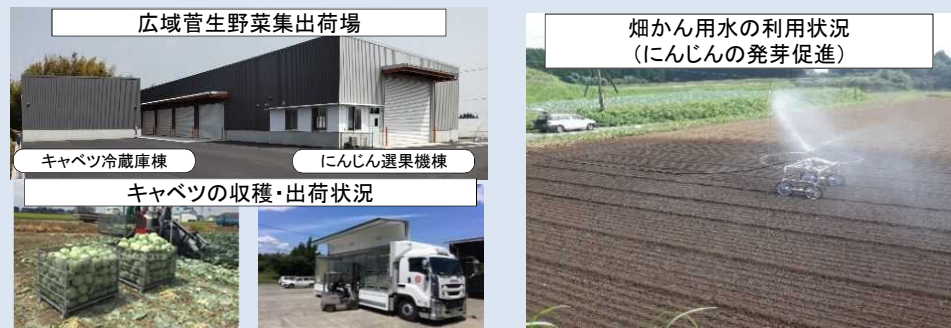 広域菅生野菜集出荷場
キャベツ冷蔵庫棟
にんじん選果機棟
キャベツの収穫・出荷状況
畑かん用水の利用状況
(にんじんの発芽促進)